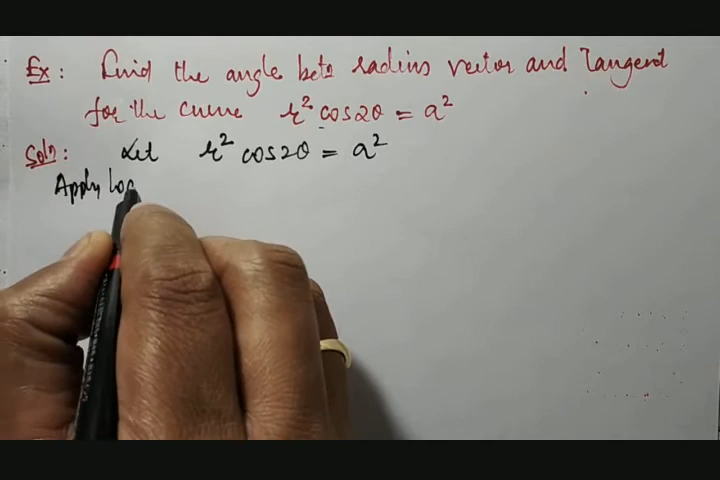 Ex: Find the angle betn radius vector and Tangent
for the curve r² cos2θ = a²
Soln: Let r² cos2θ = a²
Apply Log